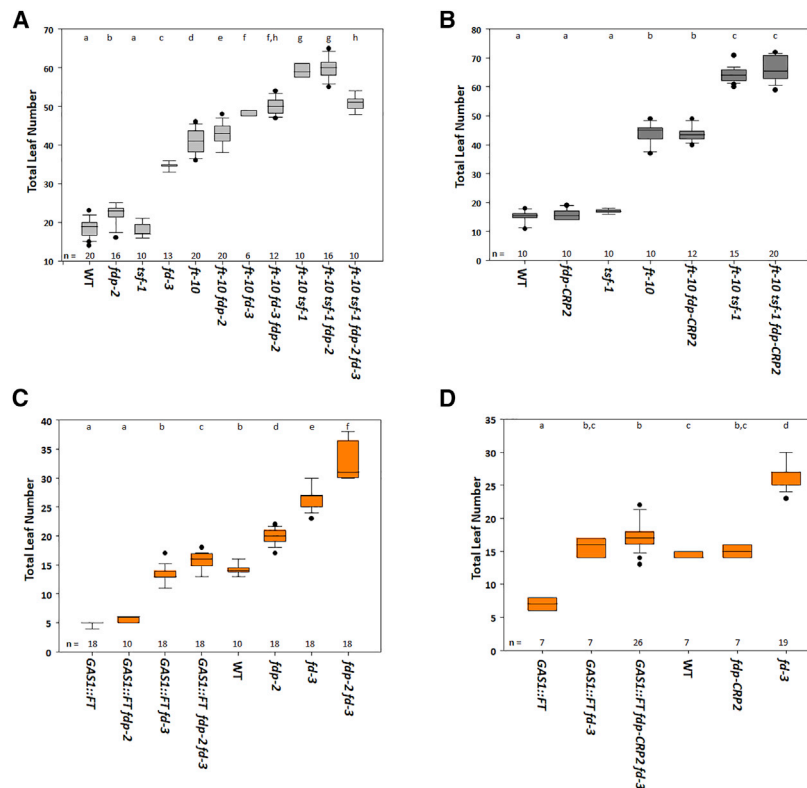 A
Total Leaf Number
70
60
50
40
30
20
10
a b a c d e f f,h g g h
n = 20 16 10 13 20 20 6 12 10 16 10
WT
fdp-2
tsf-1
fd-3
ft-10
ft-10 fdp-2
ft-10 fd-3
ft-10 fd-3 fdp-2
ft-10 tsf-1
ft-10 tsf-1 fdp-2
ft-10 tsf-1 fdp-2 fd-3
B
Total Leaf Number
80
70
60
50
40
30
20
10
0
a a a b b c c
n = 10 10 10 10 12 15 20
WT
fdp-CRP2
tsf-1
ft-10
ft-10 fdp-CRP2
ft-10 tsf-1
ft-10 tsf-1 fdp-CRP2
C
Total Leaf Number
40
35
30
25
20
15
10
5
0
a a b c b d e f
n = 18 10 18 18 10 18 18 18
GAS1::FT
GAS1::FT fdp-2
GAS1::FT fd-3
GAS1::FT fdp-2 fd-3
WT
fdp-2
fd-3
fdp-2 fd-3
D
Total Leaf Number
35
30
25
20
15
10
5
0
a b,c b c b,c d
n = 7 7 26 7 7 19
GAS1::FT
GAS1::FT fd-3
GAS1::FT fdp-CRP2 fd-3
WT
fdp-CRP2
fd-3